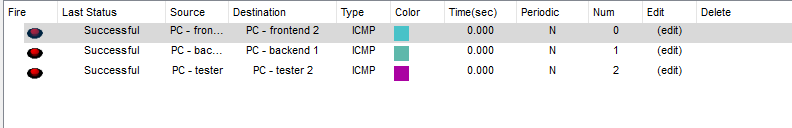 Fire Last Status Source Destination Type Color Time(sec) Periodic Num Edit Delete
Successful PC - fron... PC - frontend 2 ICMP 0.000 N 0 (edit)
Successful PC - bac... PC - backend 1 ICMP 0.000 N 1 (edit)
Successful PC - tester PC - tester 2 ICMP 0.000 N 2 (edit)